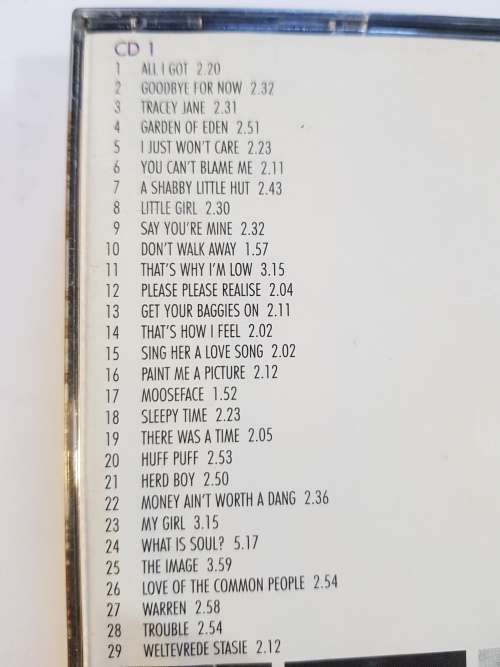 CD 1
1 ALL I GOT 2.20
2 GOODBYE FOR NOW 2.32
3 TRACEY JANE 2.31
4 GARDEN OF EDEN 2.51
5 I JUST WON'T CARE 2.23
6 YOU CAN'T BLAME ME 2.11
7 A SHABBY LITTLE HUT 2.43
8 LITTLE GIRL 2.30
9 SAY YOU'RE MINE 2.32
10 DON'T WALK AWAY 1.57
11 THAT'S WHY I'M LOW 3.15
12 PLEASE PLEASE REALISE 2.04
13 GET YOUR BAGGIES ON 2.11
14 THAT'S HOW I FEEL 2.02
15 SING HER A LOVE SONG 2.02
16 PAINT ME A PICTURE 2.12
17 MOOSEFACE 1.52
18 SLEEPY TIME 2.23
19 THERE WAS A TIME 2.05
20 HUFF PUFF 2.53
21 HERD BOY 2.50
22 MONEY AIN'T WORTH A DANG 2.36
23 MY GIRL 3.15
24 WHAT IS SOUL? 5.17
25 THE IMAGE 3.59
26 LOVE OF THE COMMON PEOPLE 2.54
27 WARREN 2.58
28 TROUBLE 2.54
29 WELTEVREDE STASIE 2.12